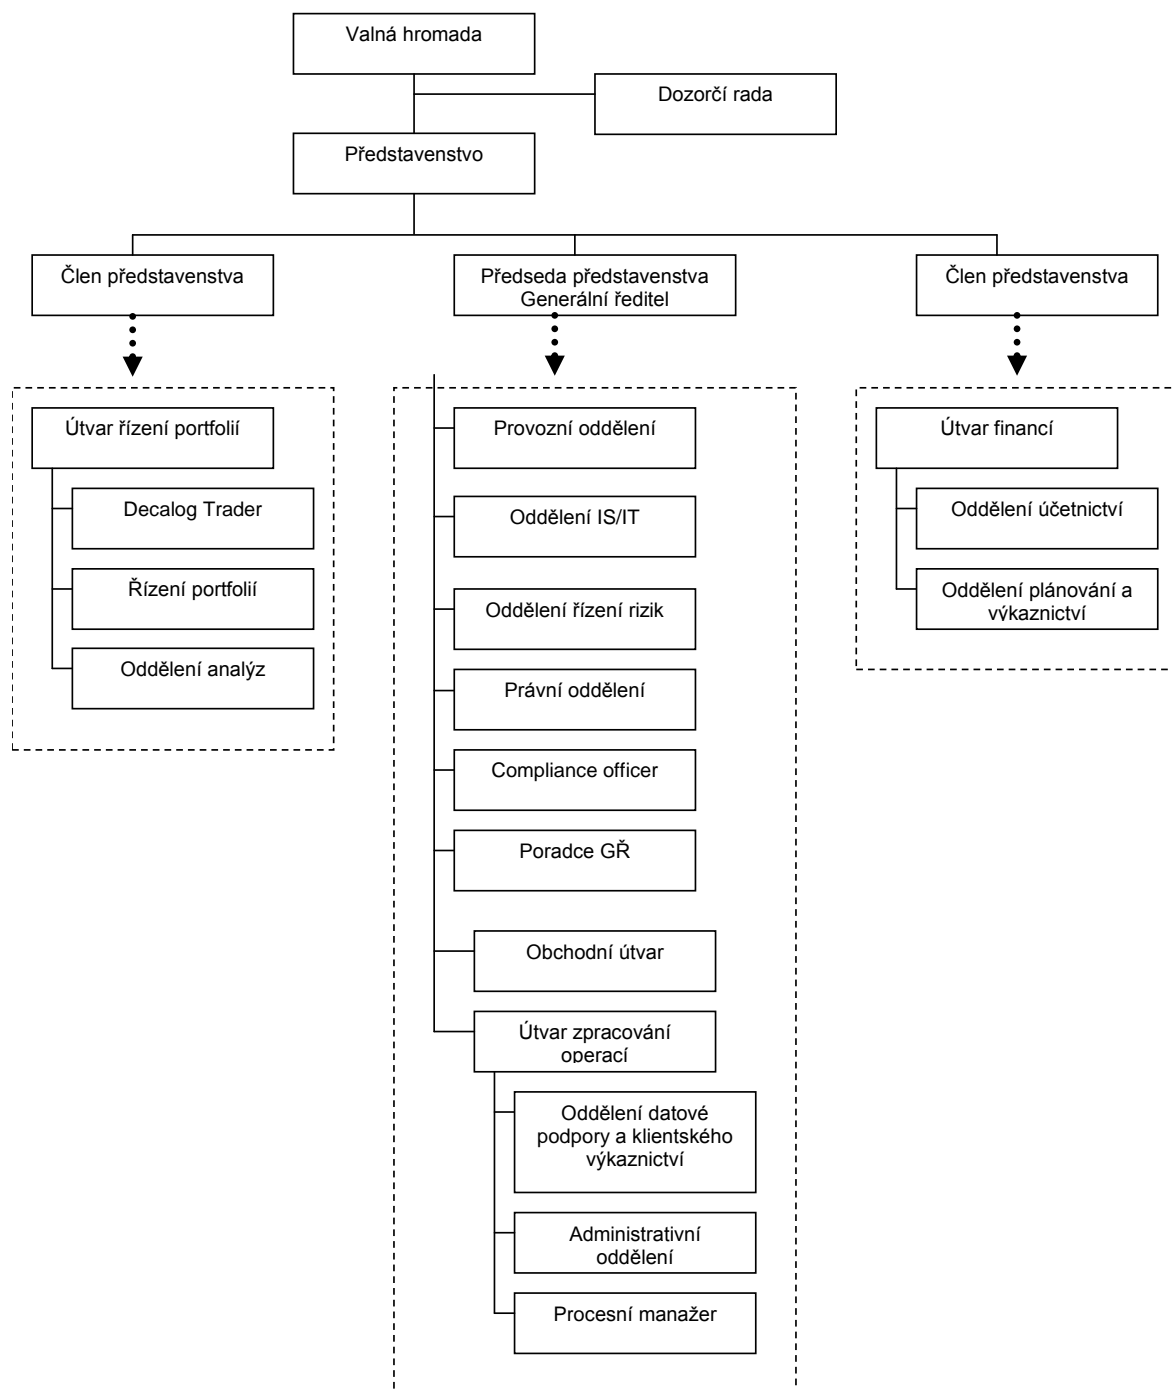 Valná hromada
Dozorčí rada
Představenstvo
Člen představenstva
Předseda představenstva
Generální ředitel
Člen představenstva
Útvar řízení portfolií
Decalog Trader
Řízení portfolií
Oddělení analýz
Provozní oddělení
Oddělení IS/IT
Oddělení řízení rizik
Právní oddělení
Compliance officer
Poradce GŘ
Obchodní útvar
Útvar zpracování
operací
Oddělení datové
podpory a klientského
výkaznictví
Administrativní
oddělení
Procesní manažer
Útvar financí
Oddělení účetnictví
Oddělení plánování a
výkaznictví